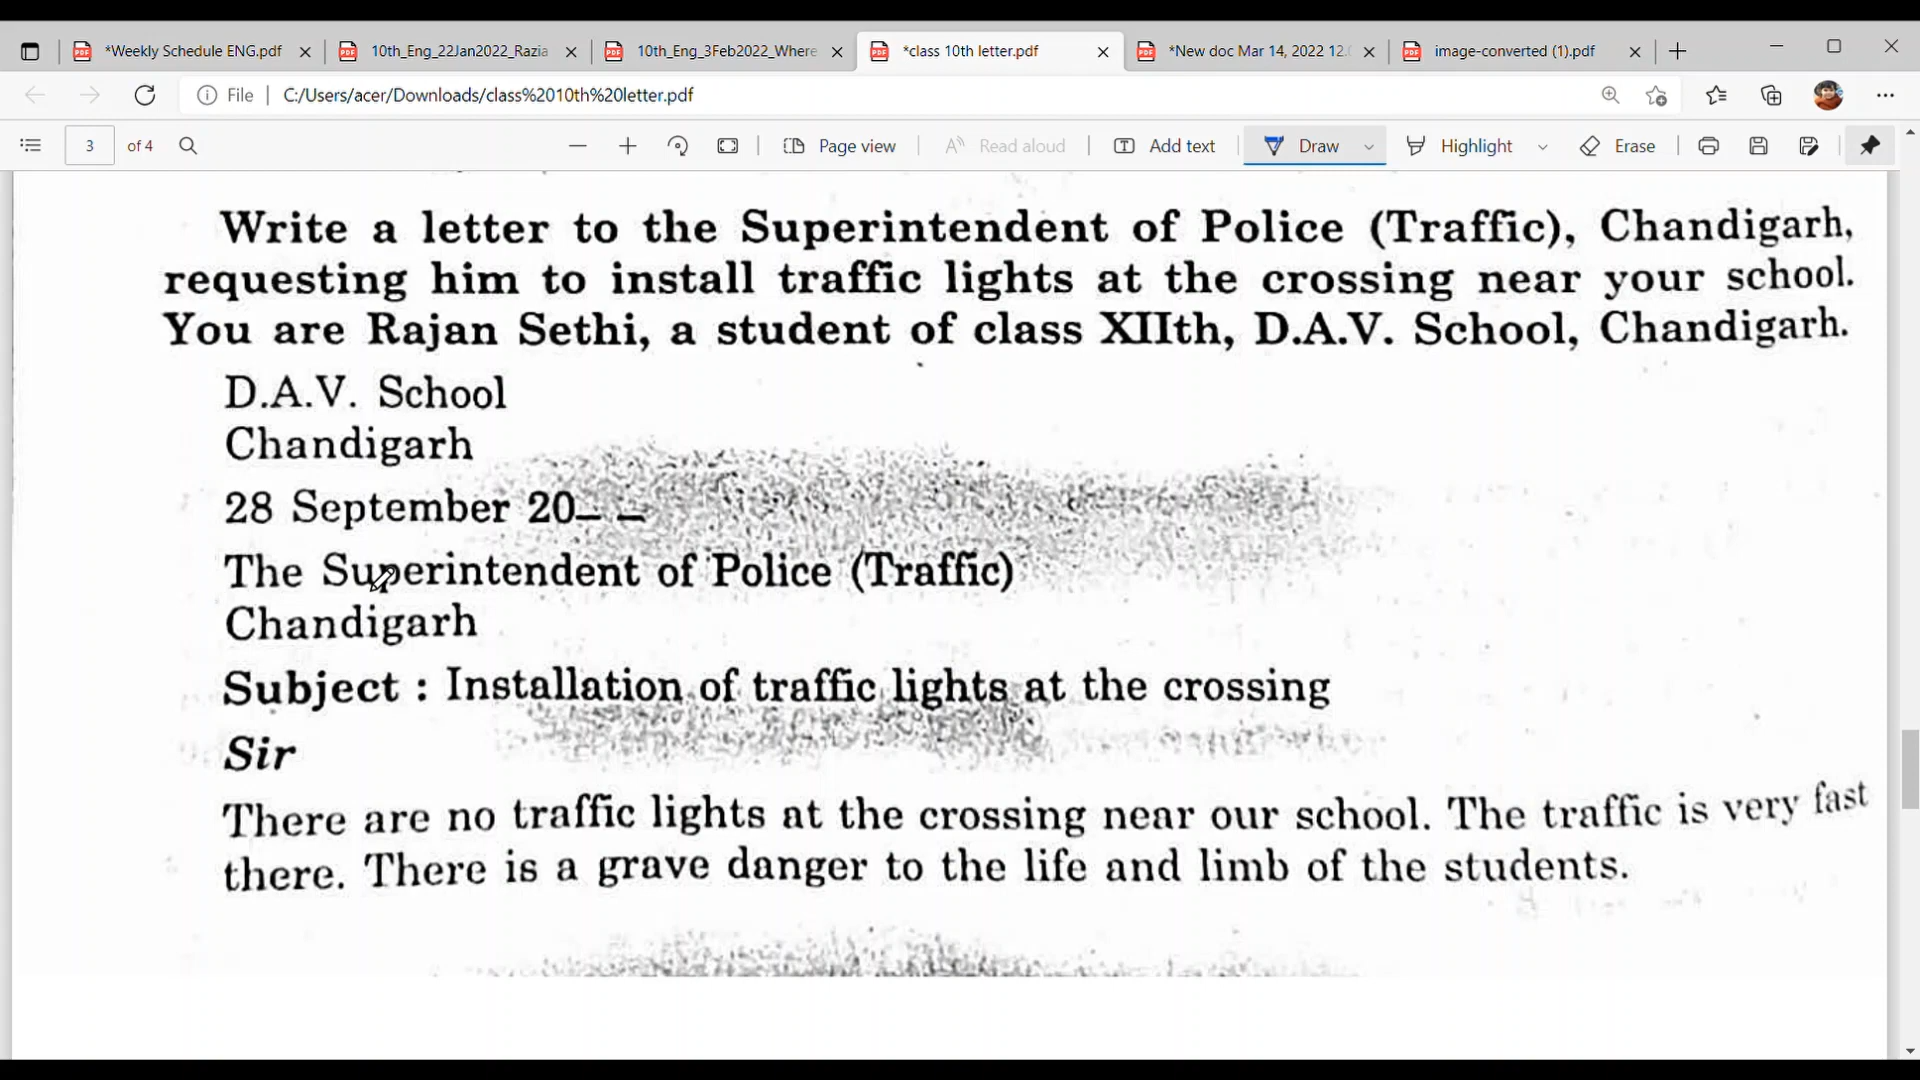 *Weekly Schedule ENG.pdf
10th_Eng_22Jan2022_Razia
10th_Eng_3Feb2022_Where
*class 10th letter.pdf
*New doc Mar 14, 2022 12.
image-converted (1).pdf
File
C:/Users/acer/Downloads/class%2010th%20letter.pdf
3 of 4
Page view
Read aloud
Add text
Draw
Highlight
Erase
Write a letter to the Superintendent of Police (Traffic), Chandigarh,
requesting him to install traffic lights at the crossing near your school.
You are Rajan Sethi, a student of class XIIth, D.A.V. School, Chandigarh.
D.A.V. School
Chandigarh
28 September 20_ _
The Superintendent of Police (Traffic)
Chandigarh
Subject : Installation of traffic lights at the crossing
Sir
There are no traffic lights at the crossing near our school. The traffic is very fast
there. There is a grave danger to the life and limb of the students.